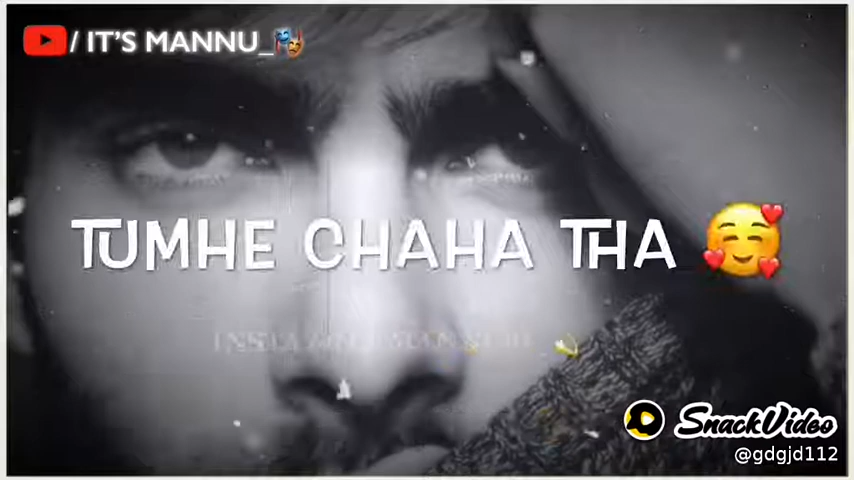 / IT'S MANNU_🎭
TUMHE CHAHA THA 🥰
SnackVideo
@gdgjd112